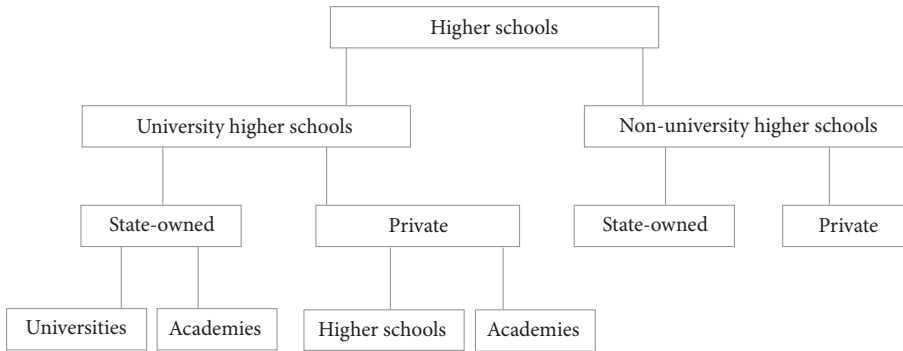 Higher schools
University higher schools
Non-university higher schools
State-owned
Private
State-owned
Private
Universities
Academies
Higher schools
Academies